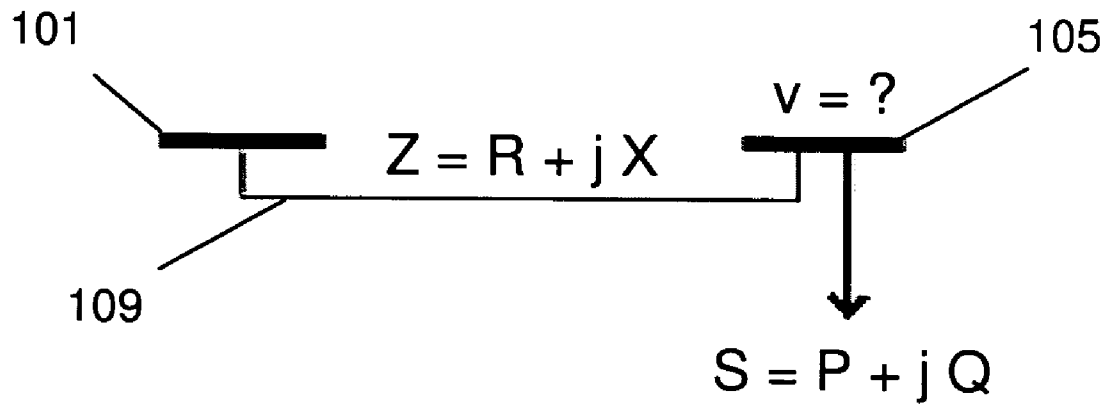 101
105
v = ?
Z = R + j X
109
S = P + j Q